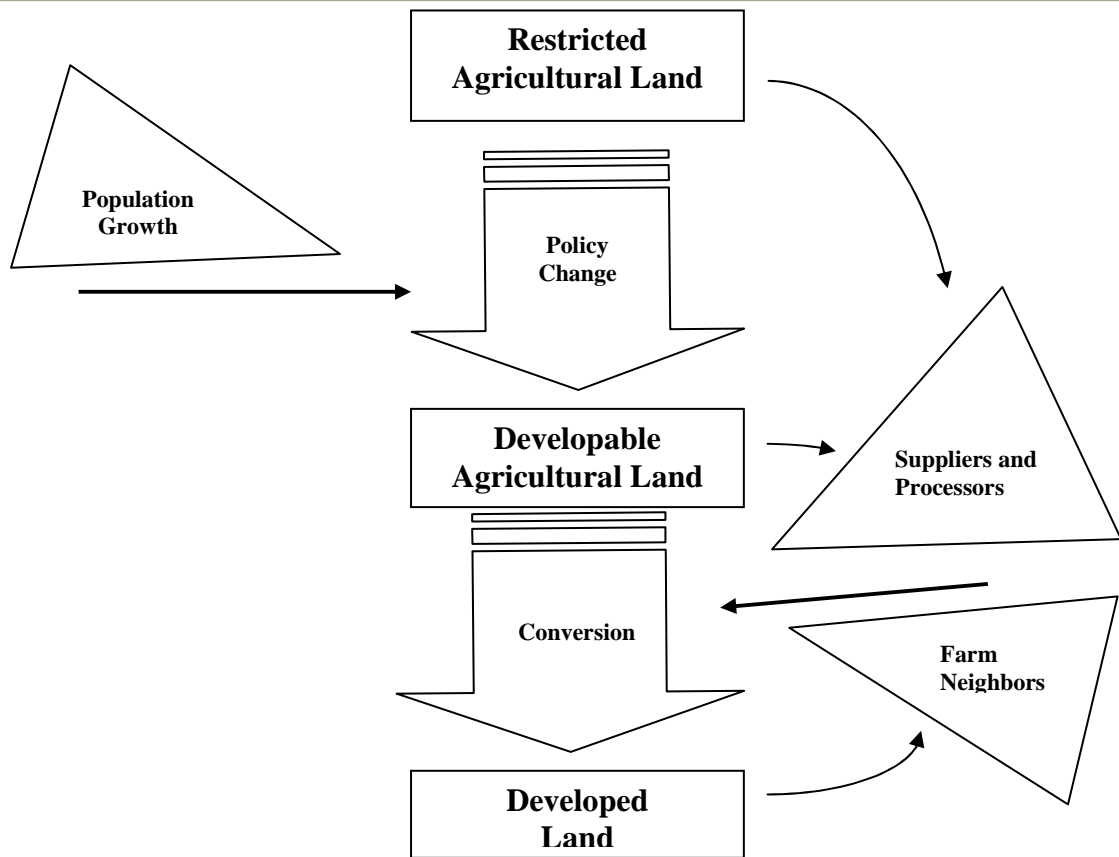 Restricted
Agricultural Land
Population
Growth
Policy
Change
Developable
Agricultural Land
Suppliers and
Processors
Conversion
Farm
Neighbors
Developed
Land